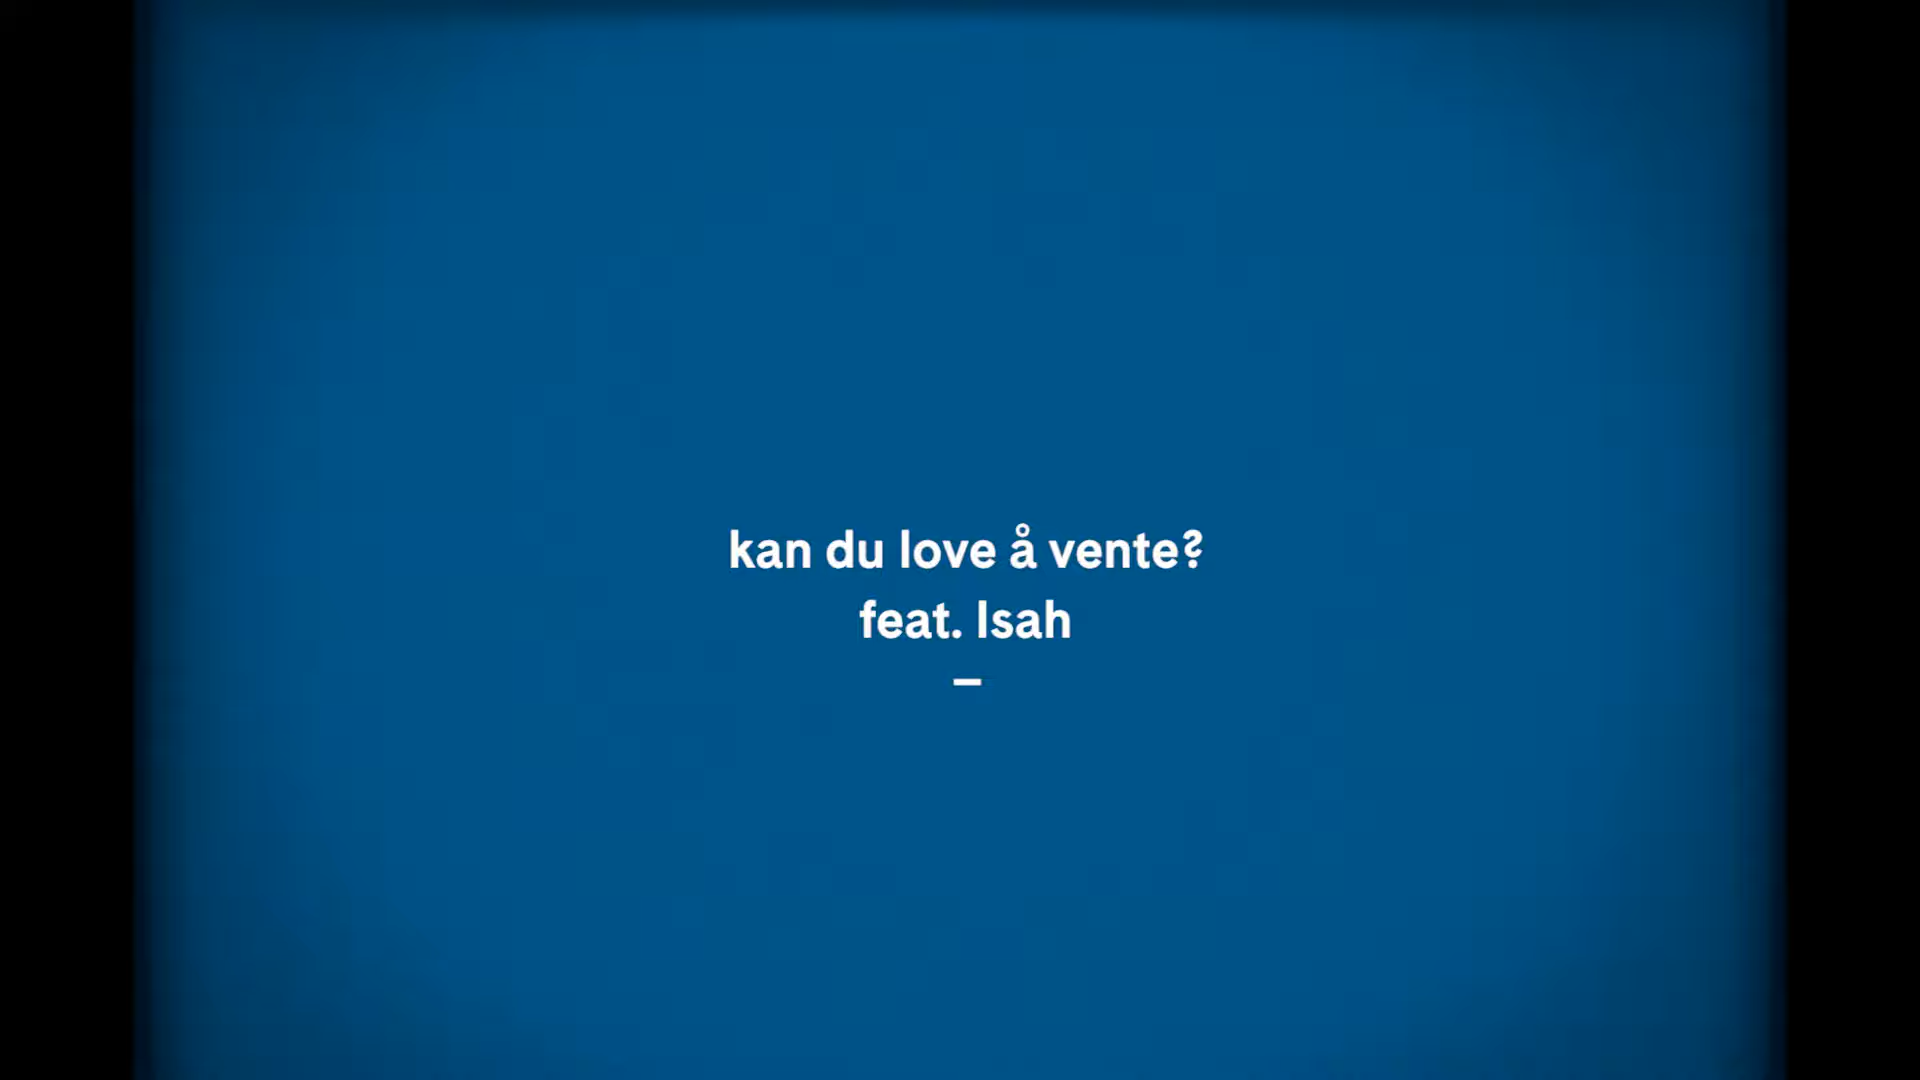 kan du love å vente?
feat. Isah
–